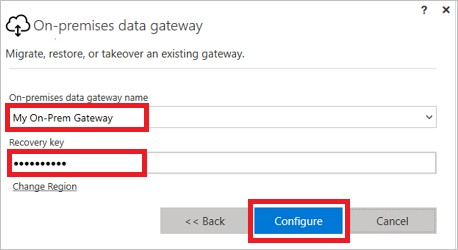 ? ×
On-premises data gateway
Migrate, restore, or takeover an existing gateway.
On-premises data gateway name
My On-Prem Gateway
Recovery key
••••••••••
Change Region
<< Back Configure Cancel